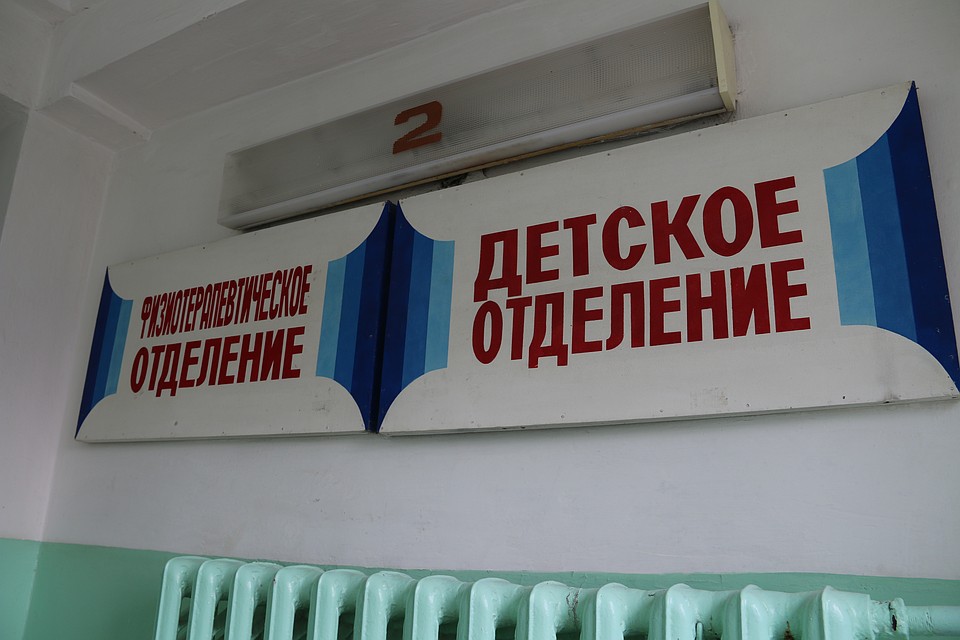 2
ФИЗИОТЕРАПЕВТИЧЕСКОЕ
ОТДЕЛЕНИЕ
ДЕТСКОЕ
ОТДЕЛЕНИЕ